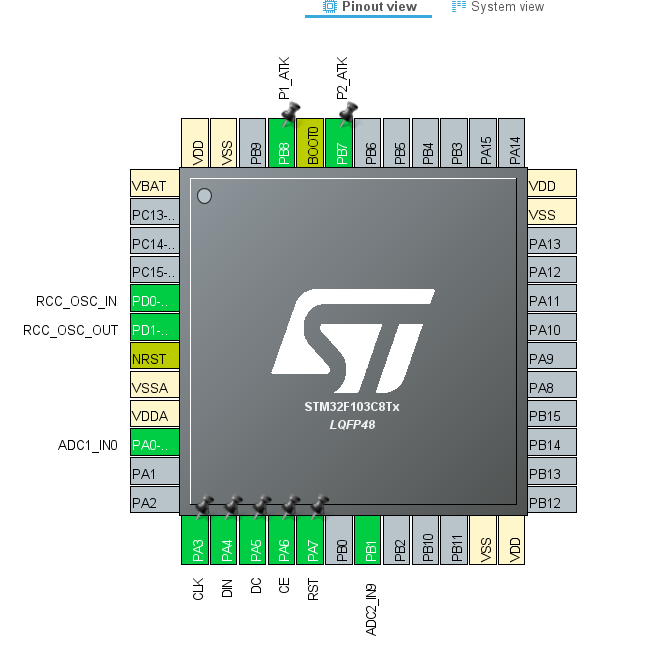 Pinout view
System view
P1_ATK
P2_ATK
VDD
VSS
PB9
PB8
BOOT0
PB7
PB6
PB5
PB4
PB3
PA15
PA14
VBAT
VDD
PC13-..
VSS
PC14-..
PA13
PC15-..
PA12
RCC_OSC_IN
PD0-..
PA11
RCC_OSC_OUT
PD1-..
PA10
NRST
PA9
VSSA
PA8
VDDA
PB15
ADC1_IN0
PA0-..
PB14
PA1
PB13
PA2
PB12
ST
STM32F103C8Tx
LQFP48
PA3
PA4
PA5
PA6
PA7
PB0
PB1
PB2
PB10
PB11
VSS
VDD
CLK
DIN
DC
CE
RST
ADC2_IN9